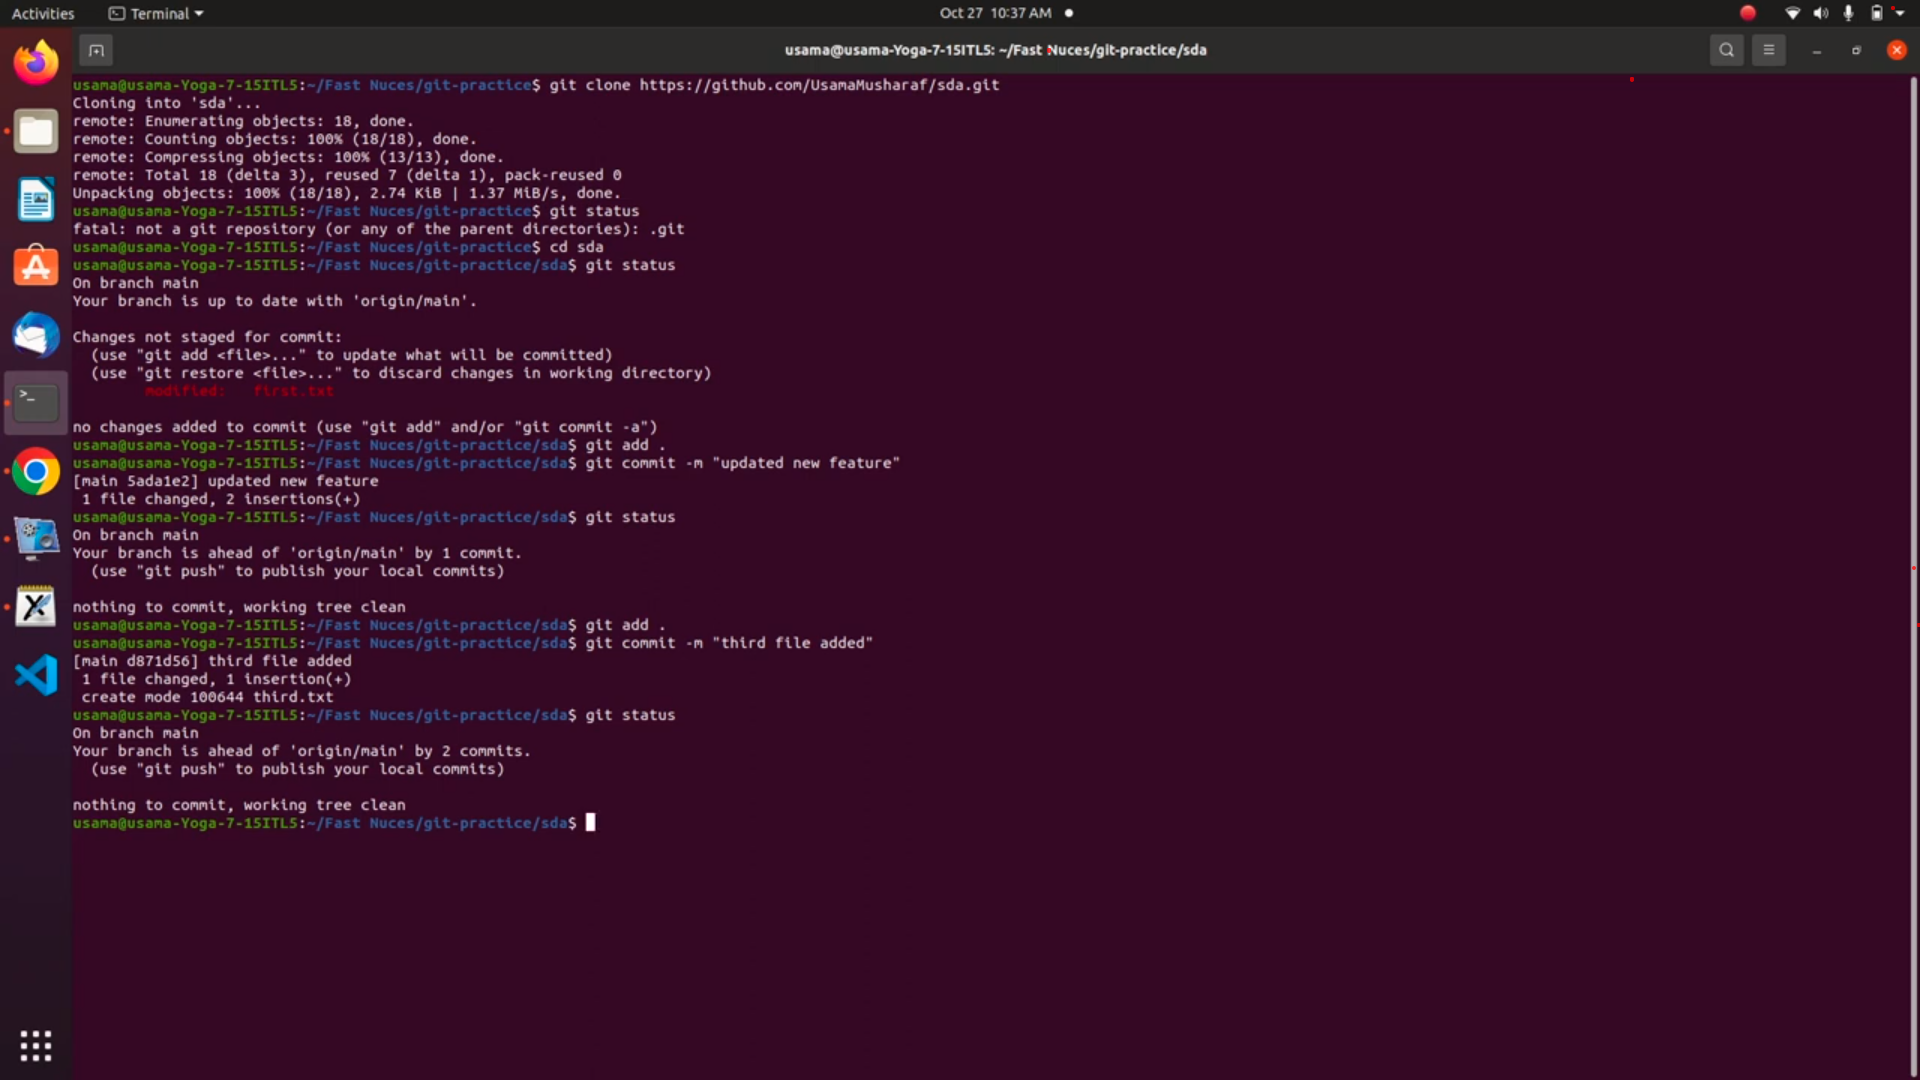 Activities
Terminal
Oct 27 10:37 AM
usama@usama-Yoga-7-15ITL5: ~/Fast Nuces/git-practice/sda
usama@usama-Yoga-7-15ITL5:~/Fast Nuces/git-practice$ git clone https://github.com/UsamaMusharaf/sda.git
Cloning into 'sda'...
remote: Enumerating objects: 18, done.
remote: Counting objects: 100% (18/18), done.
remote: Compressing objects: 100% (13/13), done.
remote: Total 18 (delta 3), reused 7 (delta 1), pack-reused 0
Unpacking objects: 100% (18/18), 2.74 KiB | 1.37 MiB/s, done.
usama@usama-Yoga-7-15ITL5:~/Fast Nuces/git-practice$ git status
fatal: not a git repository (or any of the parent directories): .git
usama@usama-Yoga-7-15ITL5:~/Fast Nuces/git-practice$ cd sda
usama@usama-Yoga-7-15ITL5:~/Fast Nuces/git-practice/sda$ git status
On branch main
Your branch is up to date with 'origin/main'.
Changes not staged for commit:
(use "git add <file>..." to update what will be committed)
(use "git restore <file>..." to discard changes in working directory)
modified: first.txt
no changes added to commit (use "git add" and/or "git commit -a")
usama@usama-Yoga-7-15ITL5:~/Fast Nuces/git-practice/sda$ git add .
usama@usama-Yoga-7-15ITL5:~/Fast Nuces/git-practice/sda$ git commit -m "updated new feature"
[main 5ada1e2] updated new feature
1 file changed, 2 insertions(+)
usama@usama-Yoga-7-15ITL5:~/Fast Nuces/git-practice/sda$ git status
On branch main
Your branch is ahead of 'origin/main' by 1 commit.
(use "git push" to publish your local commits)
nothing to commit, working tree clean
usama@usama-Yoga-7-15ITL5:~/Fast Nuces/git-practice/sda$ git add .
usama@usama-Yoga-7-15ITL5:~/Fast Nuces/git-practice/sda$ git commit -m "third file added"
[main d871d56] third file added
1 file changed, 1 insertion(+)
create mode 100644 third.txt
usama@usama-Yoga-7-15ITL5:~/Fast Nuces/git-practice/sda$ git status
On branch main
Your branch is ahead of 'origin/main' by 2 commits.
(use "git push" to publish your local commits)
nothing to commit, working tree clean
usama@usama-Yoga-7-15ITL5:~/Fast Nuces/git-practice/sda$